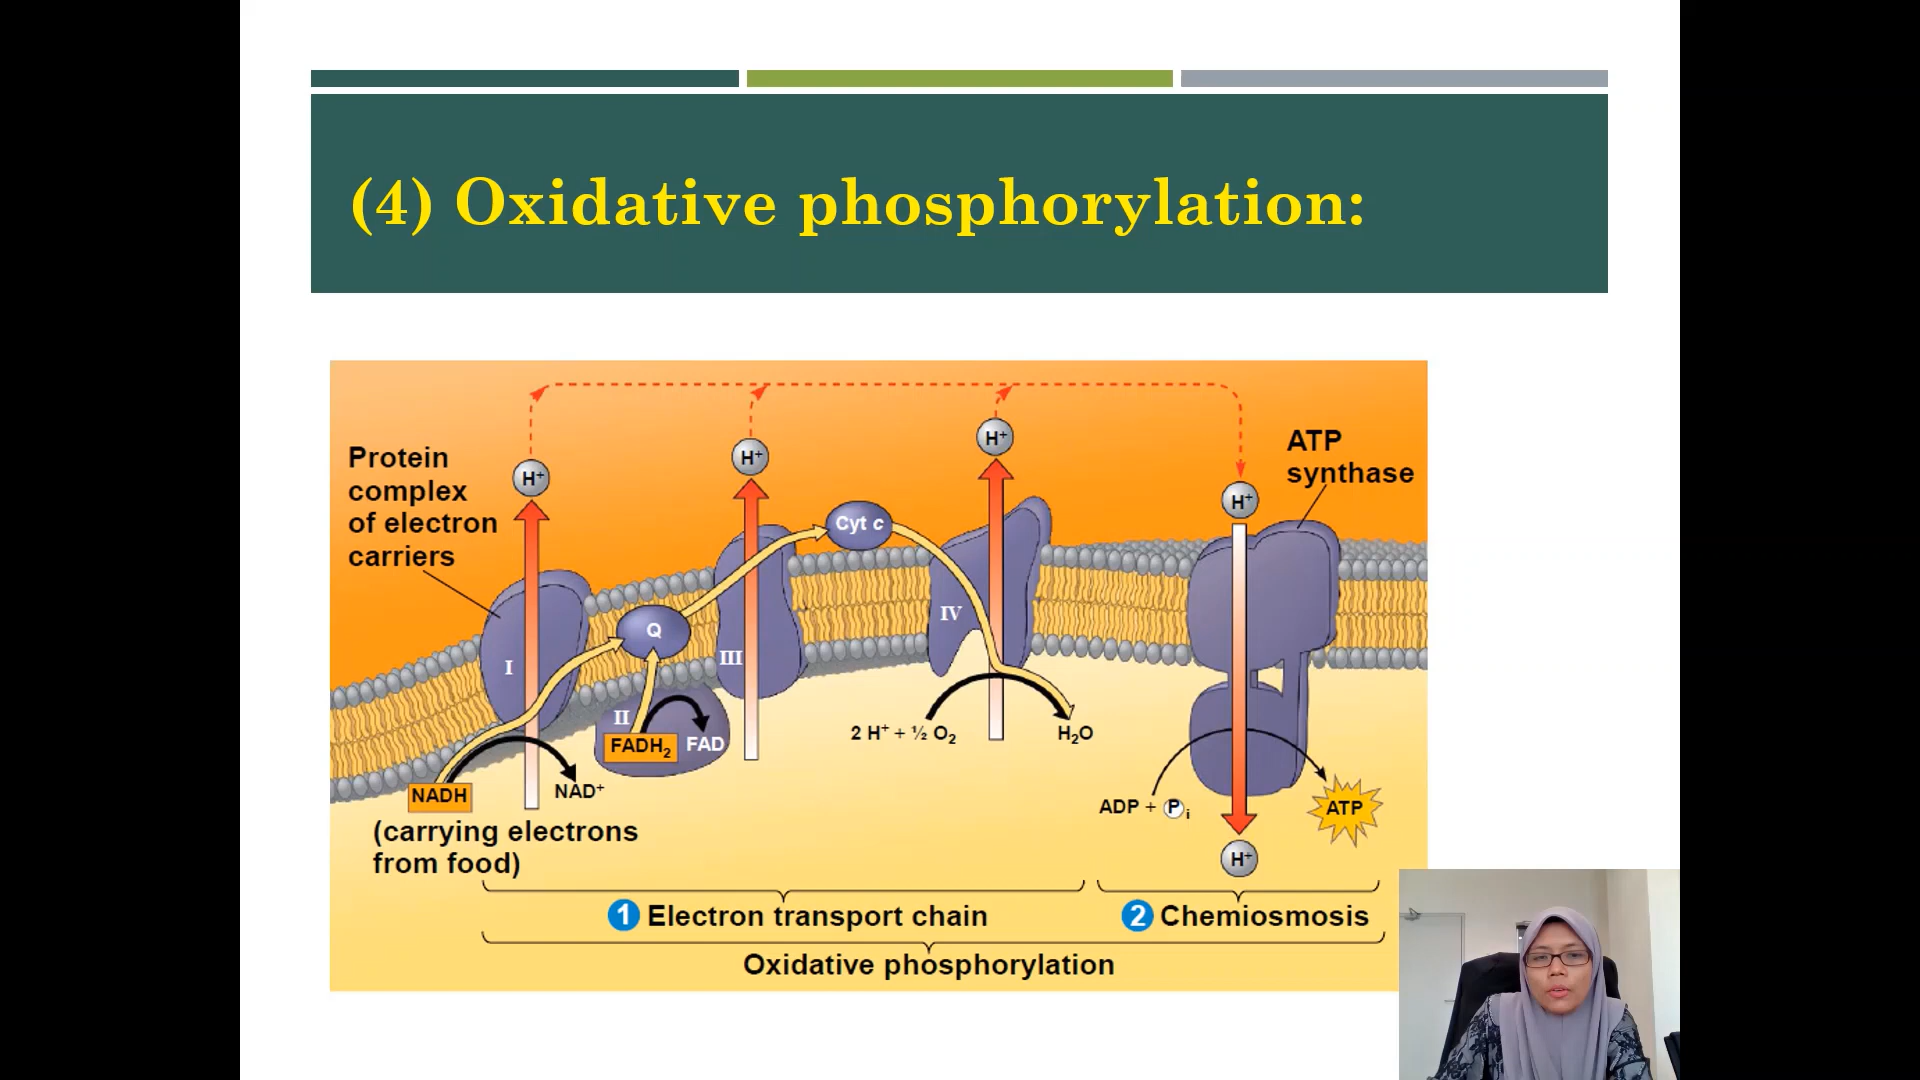 (4) Oxidative phosphorylation:
Protein
complex
of electron
carriers
H⁺
H⁺
H⁺
H⁺
ATP
synthase
Cyt c
Q
I
II
III
IV
FADH₂
FAD
NADH
NAD⁺
(carrying electrons
from food)
2 H⁺ + ½ O₂
H₂O
ADP + P i
ATP
H⁺
1 Electron transport chain
2 Chemiosmosis
Oxidative phosphorylation